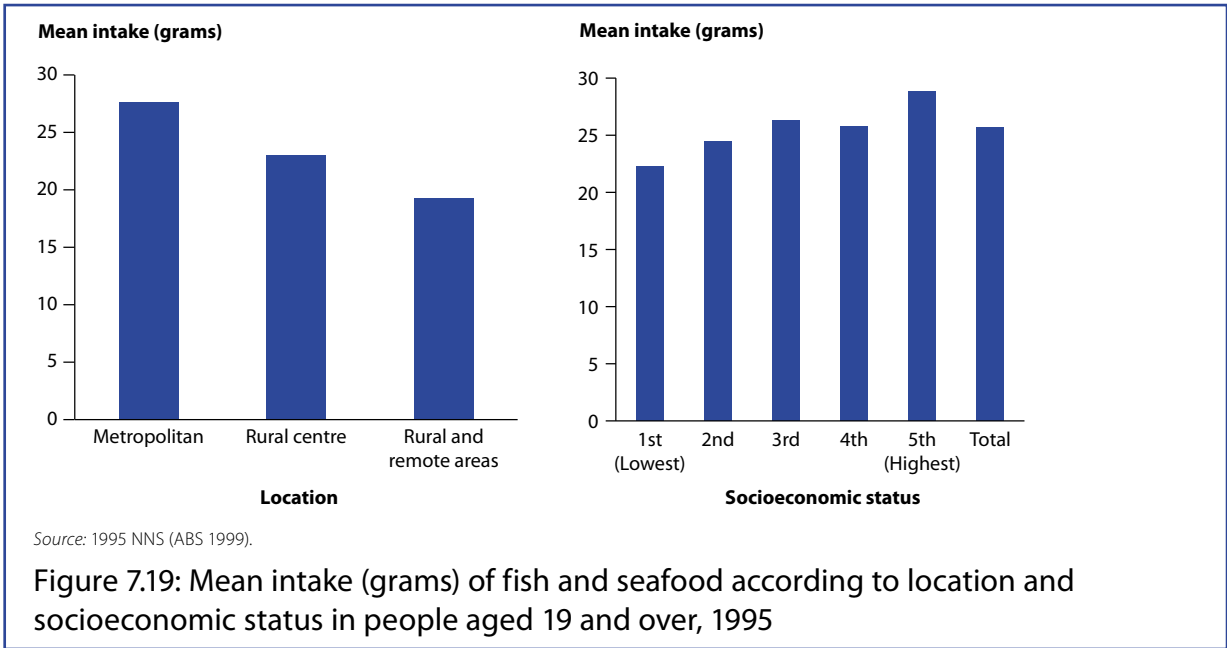 Mean intake (grams)
30
25
20
15
10
5
0
Metropolitan
Rural centre
Rural and
remote areas
Location
Mean intake (grams)
30
25
20
15
10
5
0
1st
(Lowest)
2nd
3rd
4th
5th
(Highest)
Total
Socioeconomic status
Source: 1995 NNS (ABS 1999).
Figure 7.19: Mean intake (grams) of fish and seafood according to location and
socioeconomic status in people aged 19 and over, 1995